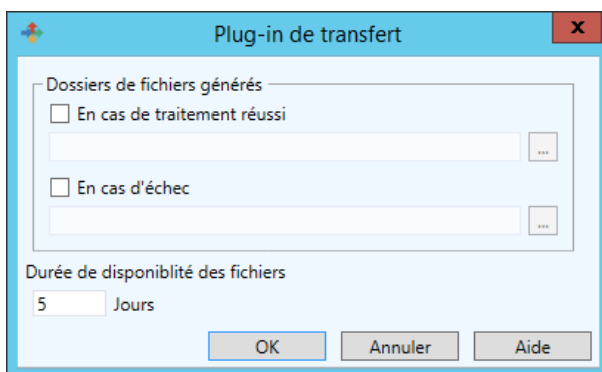 Plug-in de transfert
x
Dossiers de fichiers générés
En cas de traitement réussi
...
En cas d'échec
...
Durée de disponiblité des fichiers
5 Jours
OK Annuler Aide